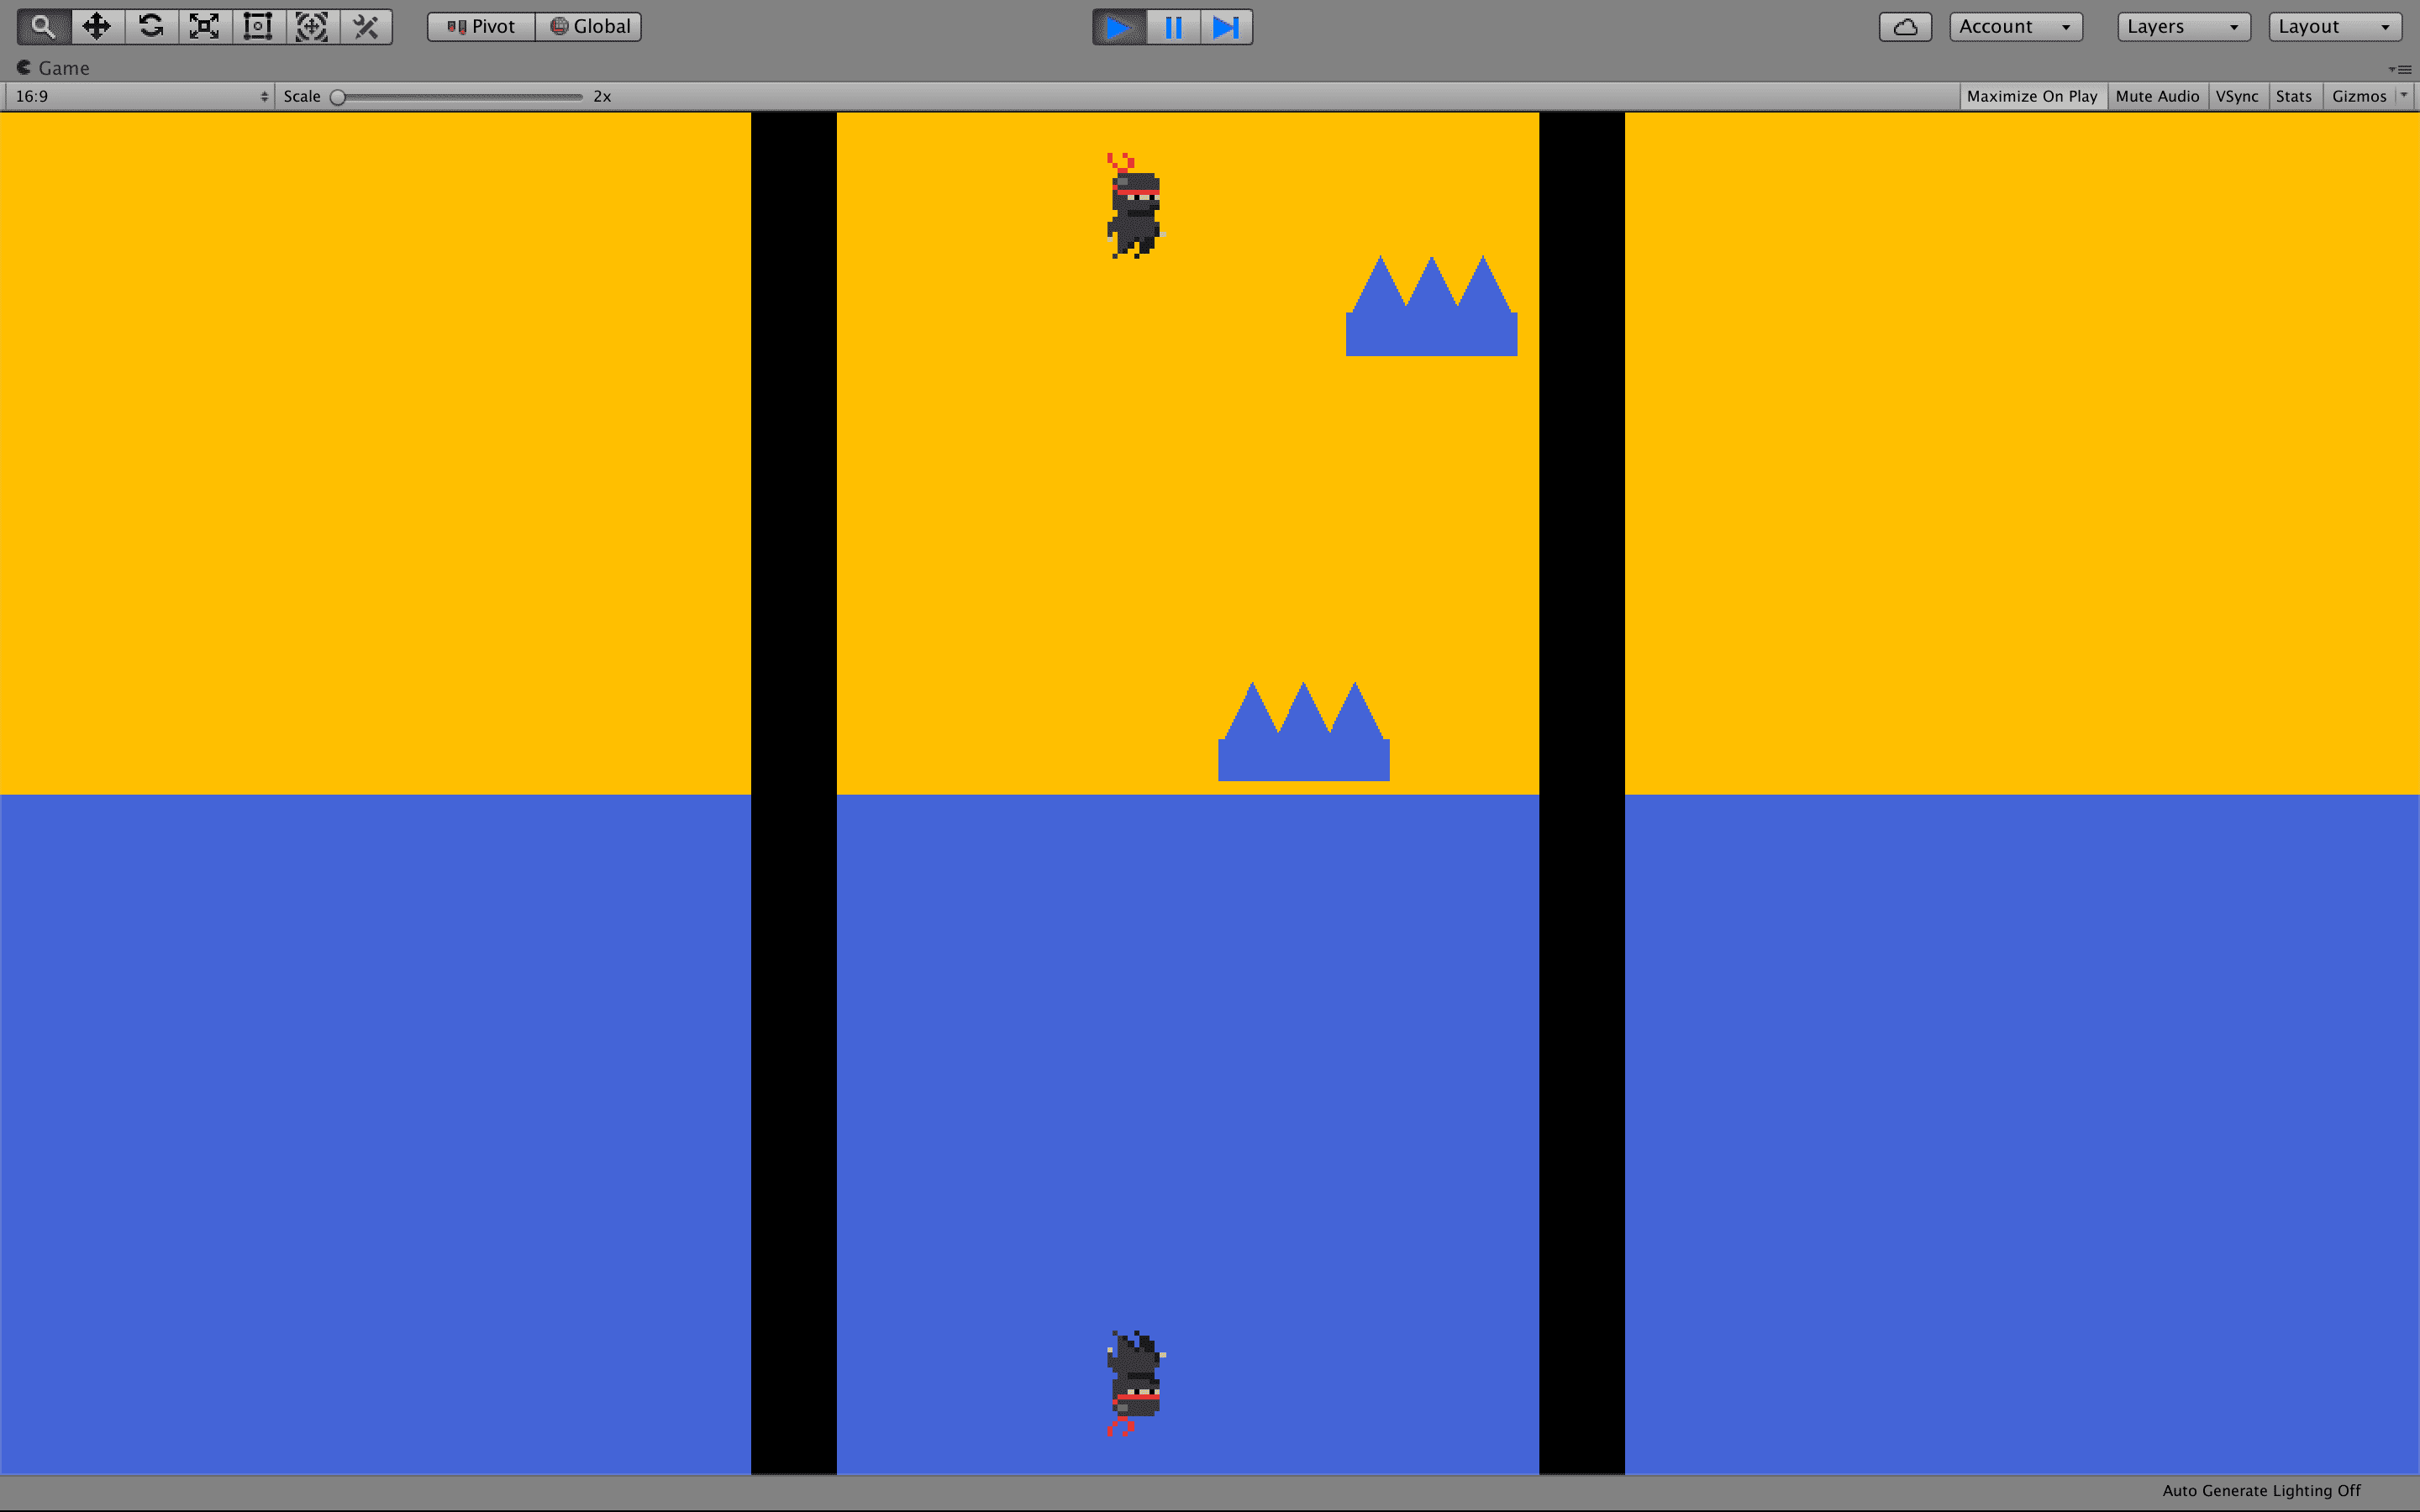 Pivot Global Account Layers Layout
Game
16:9 Scale 2x Maximize On Play Mute Audio VSync Stats Gizmos
Auto Generate Lighting Off